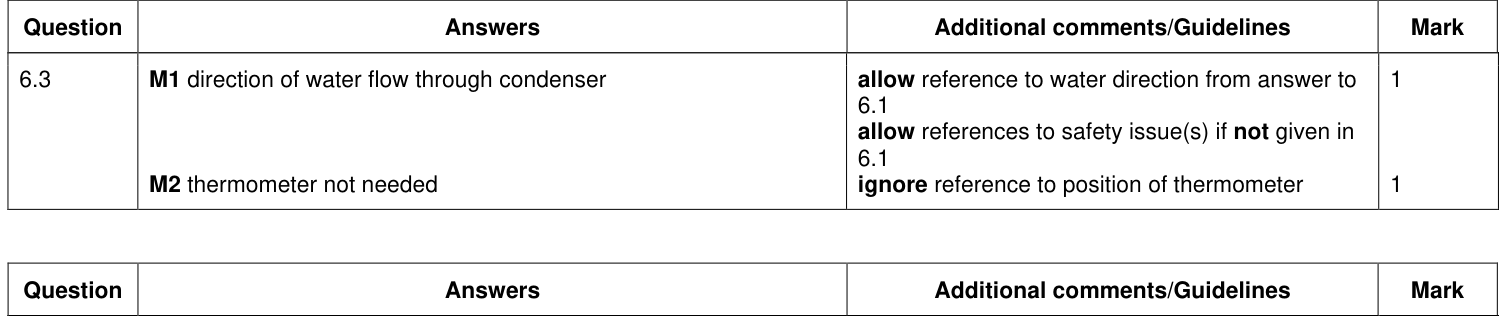 Question Answers Additional comments/Guidelines Mark
6.3 M1 direction of water flow through condenser allow reference to water direction from answer to 1
6.1
allow references to safety issue(s) if not given in
6.1
M2 thermometer not needed ignore reference to position of thermometer 1
Question Answers Additional comments/Guidelines Mark